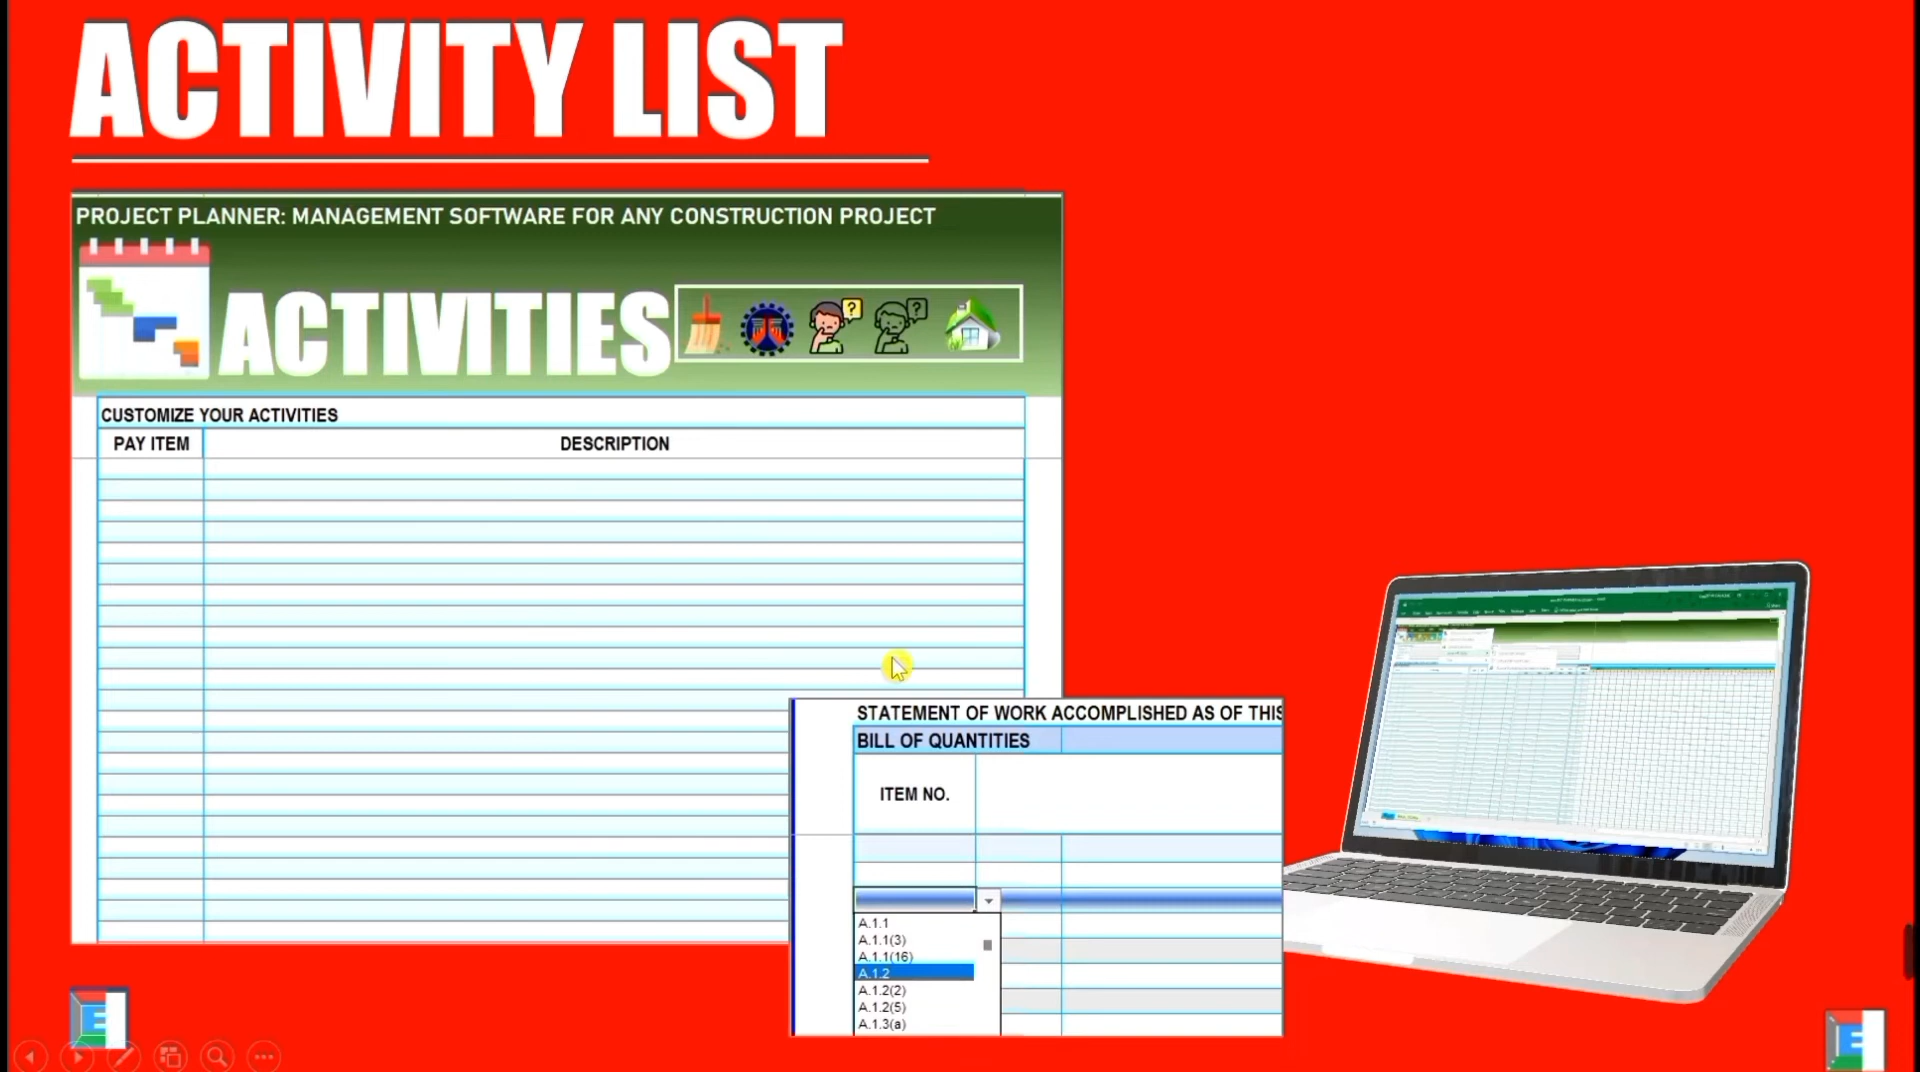 ACTIVITY LIST
PROJECT PLANNER: MANAGEMENT SOFTWARE FOR ANY CONSTRUCTION PROJECT
ACTIVITIES
CUSTOMIZE YOUR ACTIVITIES
PAY ITEM DESCRIPTION
STATEMENT OF WORK ACCOMPLISHED AS OF THIS
BILL OF QUANTITIES
ITEM NO.
A.1.1
A.1.1(3)
A.1.1(16)
A.1.2
A.1.2(2)
A.1.2(5)
A.1.3(a)
E
E